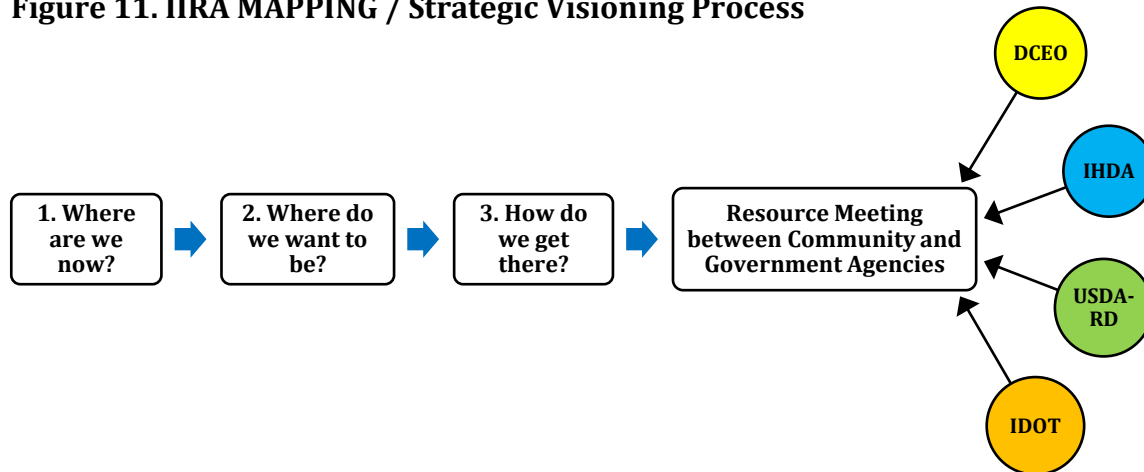 Figure 11. IIRA MAPPING / Strategic Visioning Process
DCEO
IHDA
1. Where
are we
now?
2. Where do
we want to
be?
3. How do
we get
there?
Resource Meeting
between Community and
Government Agencies
USDA-
RD
IDOT